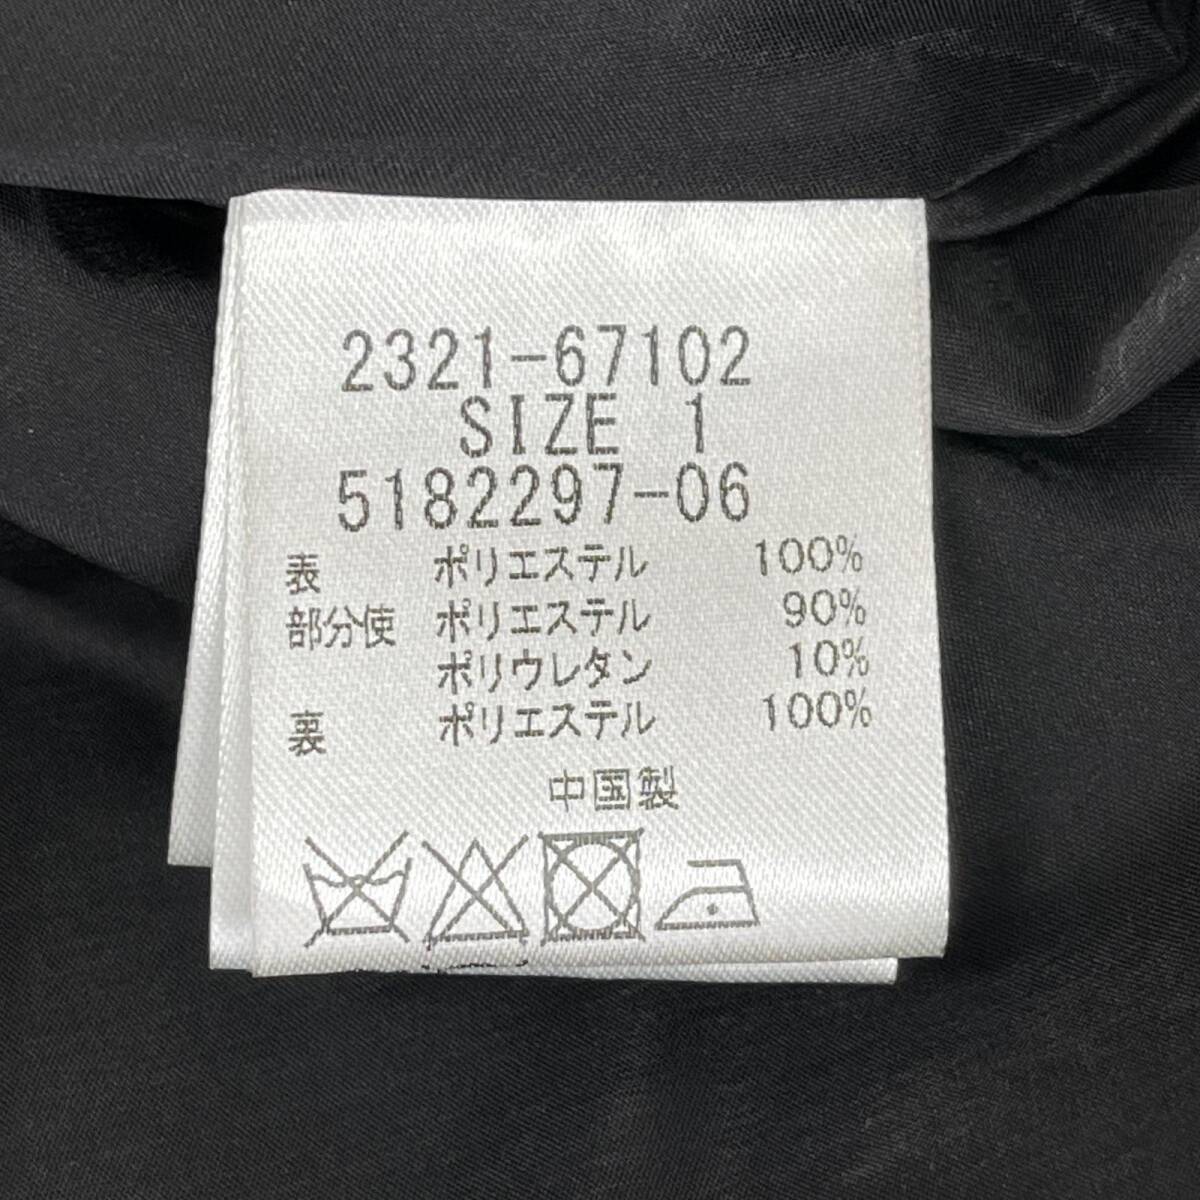 2321-67102
SIZE 1
5182297-06
表 ポリエステル 100%
部分使 ポリエステル 90%
ポリウレタン 10%
裏 ポリエステル 100%
中国製